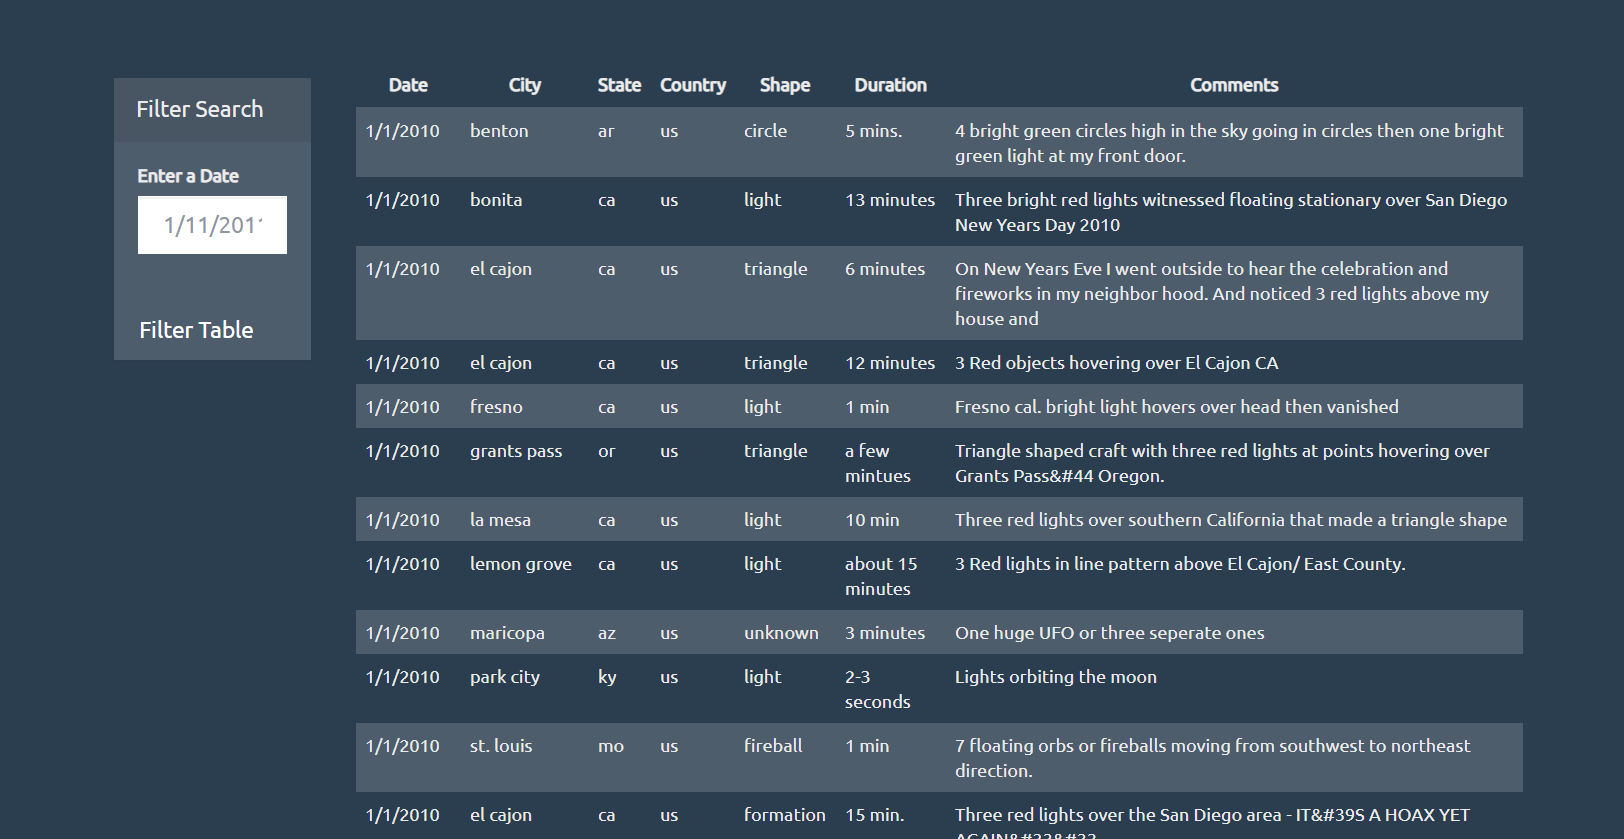 Filter Search
Enter a Date
1/11/201
Filter Table
Date City State Country Shape Duration Comments
1/1/2010 benton ar us circle 5 mins. 4 bright green circles high in the sky going in circles then one bright
green light at my front door.
1/1/2010 bonita ca us light 13 minutes Three bright red lights witnessed floating stationary over San Diego
New Years Day 2010
1/1/2010 el cajon ca us triangle 6 minutes On New Years Eve I went outside to hear the celebration and
fireworks in my neighbor hood. And noticed 3 red lights above my
house and
1/1/2010 el cajon ca us triangle 12 minutes 3 Red objects hovering over El Cajon CA
1/1/2010 fresno ca us light 1 min Fresno cal. bright light hovers over head then vanished
1/1/2010 grants pass or us triangle a few Triangle shaped craft with three red lights at points hovering over
mintues Grants Pass&#44 Oregon.
1/1/2010 la mesa ca us light 10 min Three red lights over southern California that made a triangle shape
1/1/2010 lemon grove ca us light about 15 3 Red lights in line pattern above El Cajon/ East County.
minutes
1/1/2010 maricopa az us unknown 3 minutes One huge UFO or three seperate ones
1/1/2010 park city ky us light 2-3 Lights orbiting the moon
seconds
1/1/2010 st. louis mo us fireball 1 min 7 floating orbs or fireballs moving from southwest to northeast
direction.
1/1/2010 el cajon ca us formation 15 min. Three red lights over the San Diego area - IT&#39S A HOAX YET